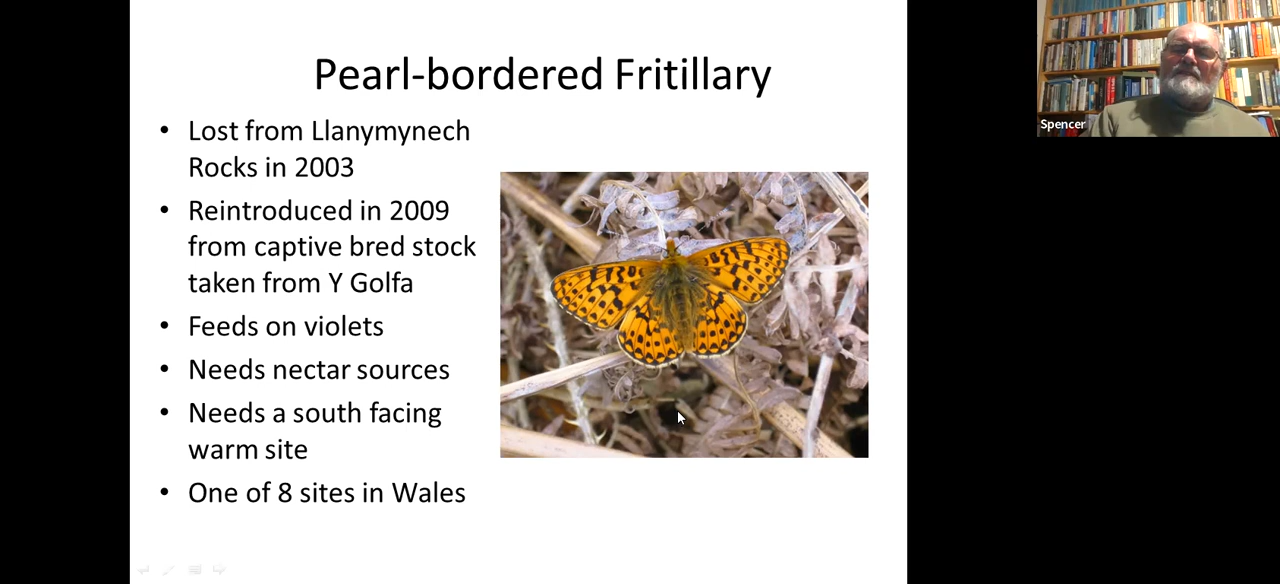 Pearl-bordered Fritillary
• Lost from Llanymynech
Rocks in 2003
• Reintroduced in 2009
from captive bred stock
taken from Y Golfa
• Feeds on violets
• Needs nectar sources
• Needs a south facing
warm site
• One of 8 sites in Wales
Spencer